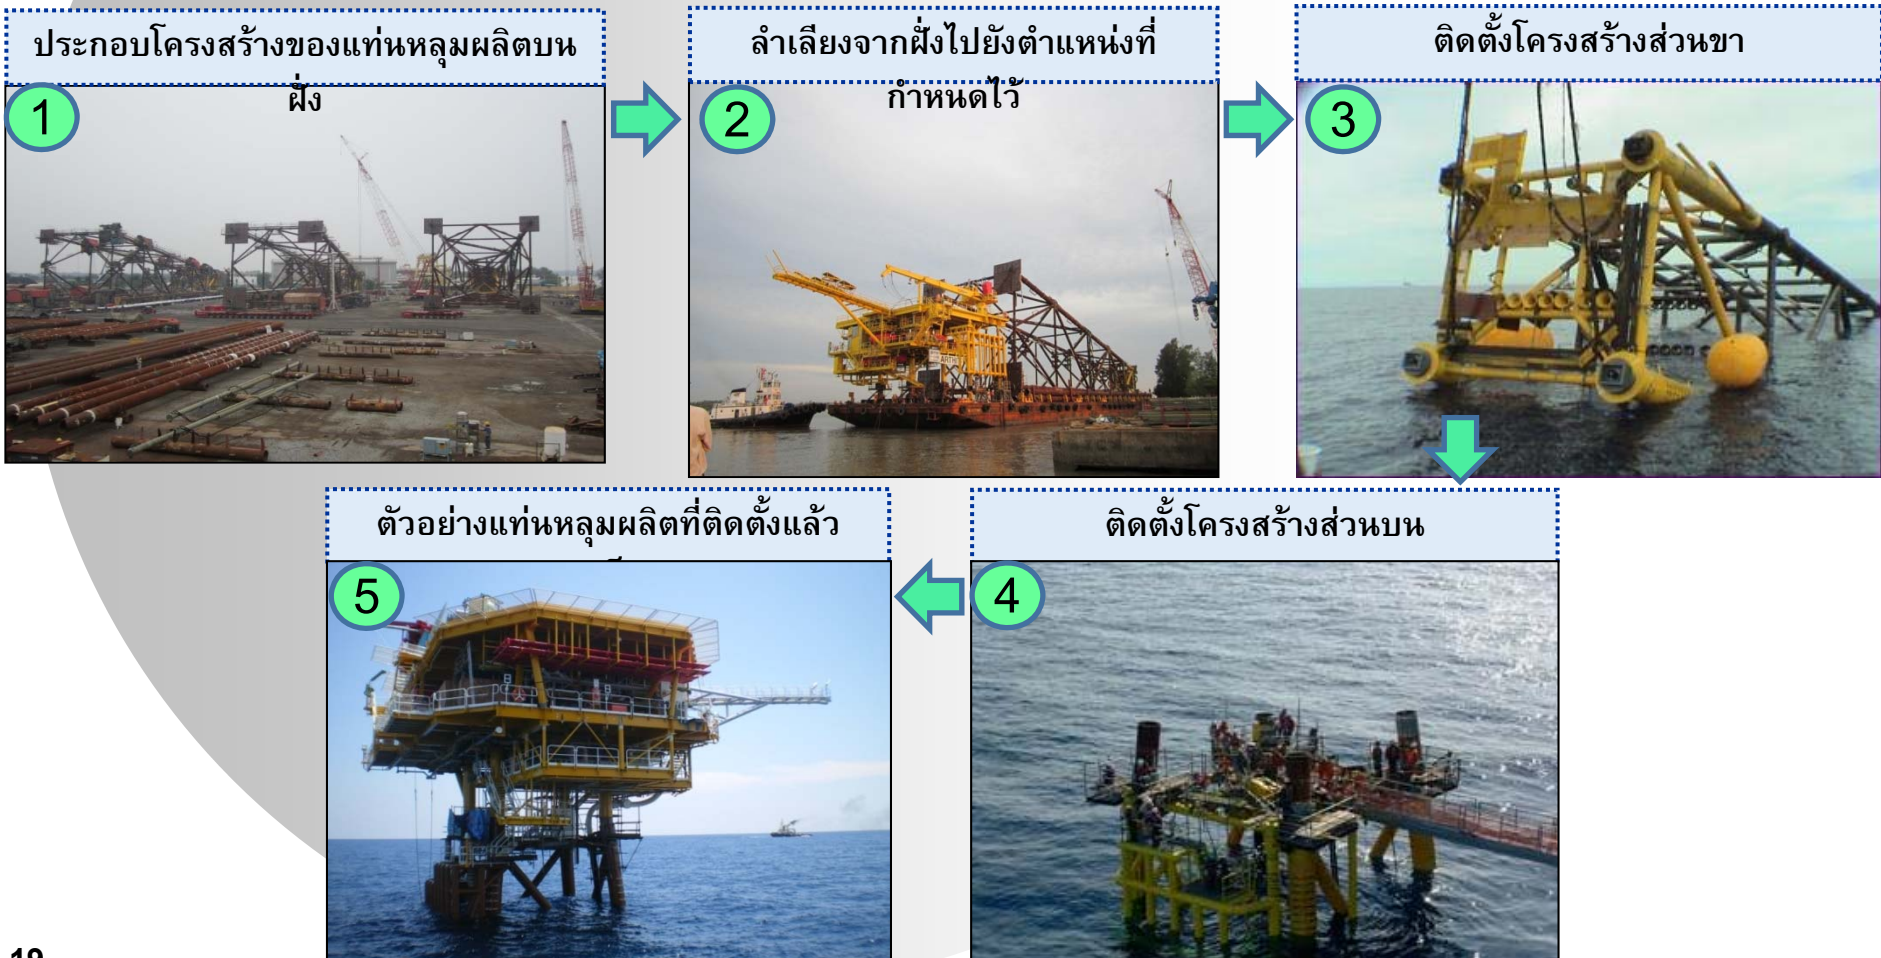 ประกอบโครงสร้างของแท่นหลุมผลิตบน
ฝั่ง
1
ลำเลียงจากฝั่งไปยังตำแหน่งที่
กำหนดไว้
2
ติดตั้งโครงสร้างส่วนขา
3
ติดตั้งโครงสร้างส่วนบน
4
ตัวอย่างแท่นหลุมผลิตที่ติดตั้งแล้ว
5